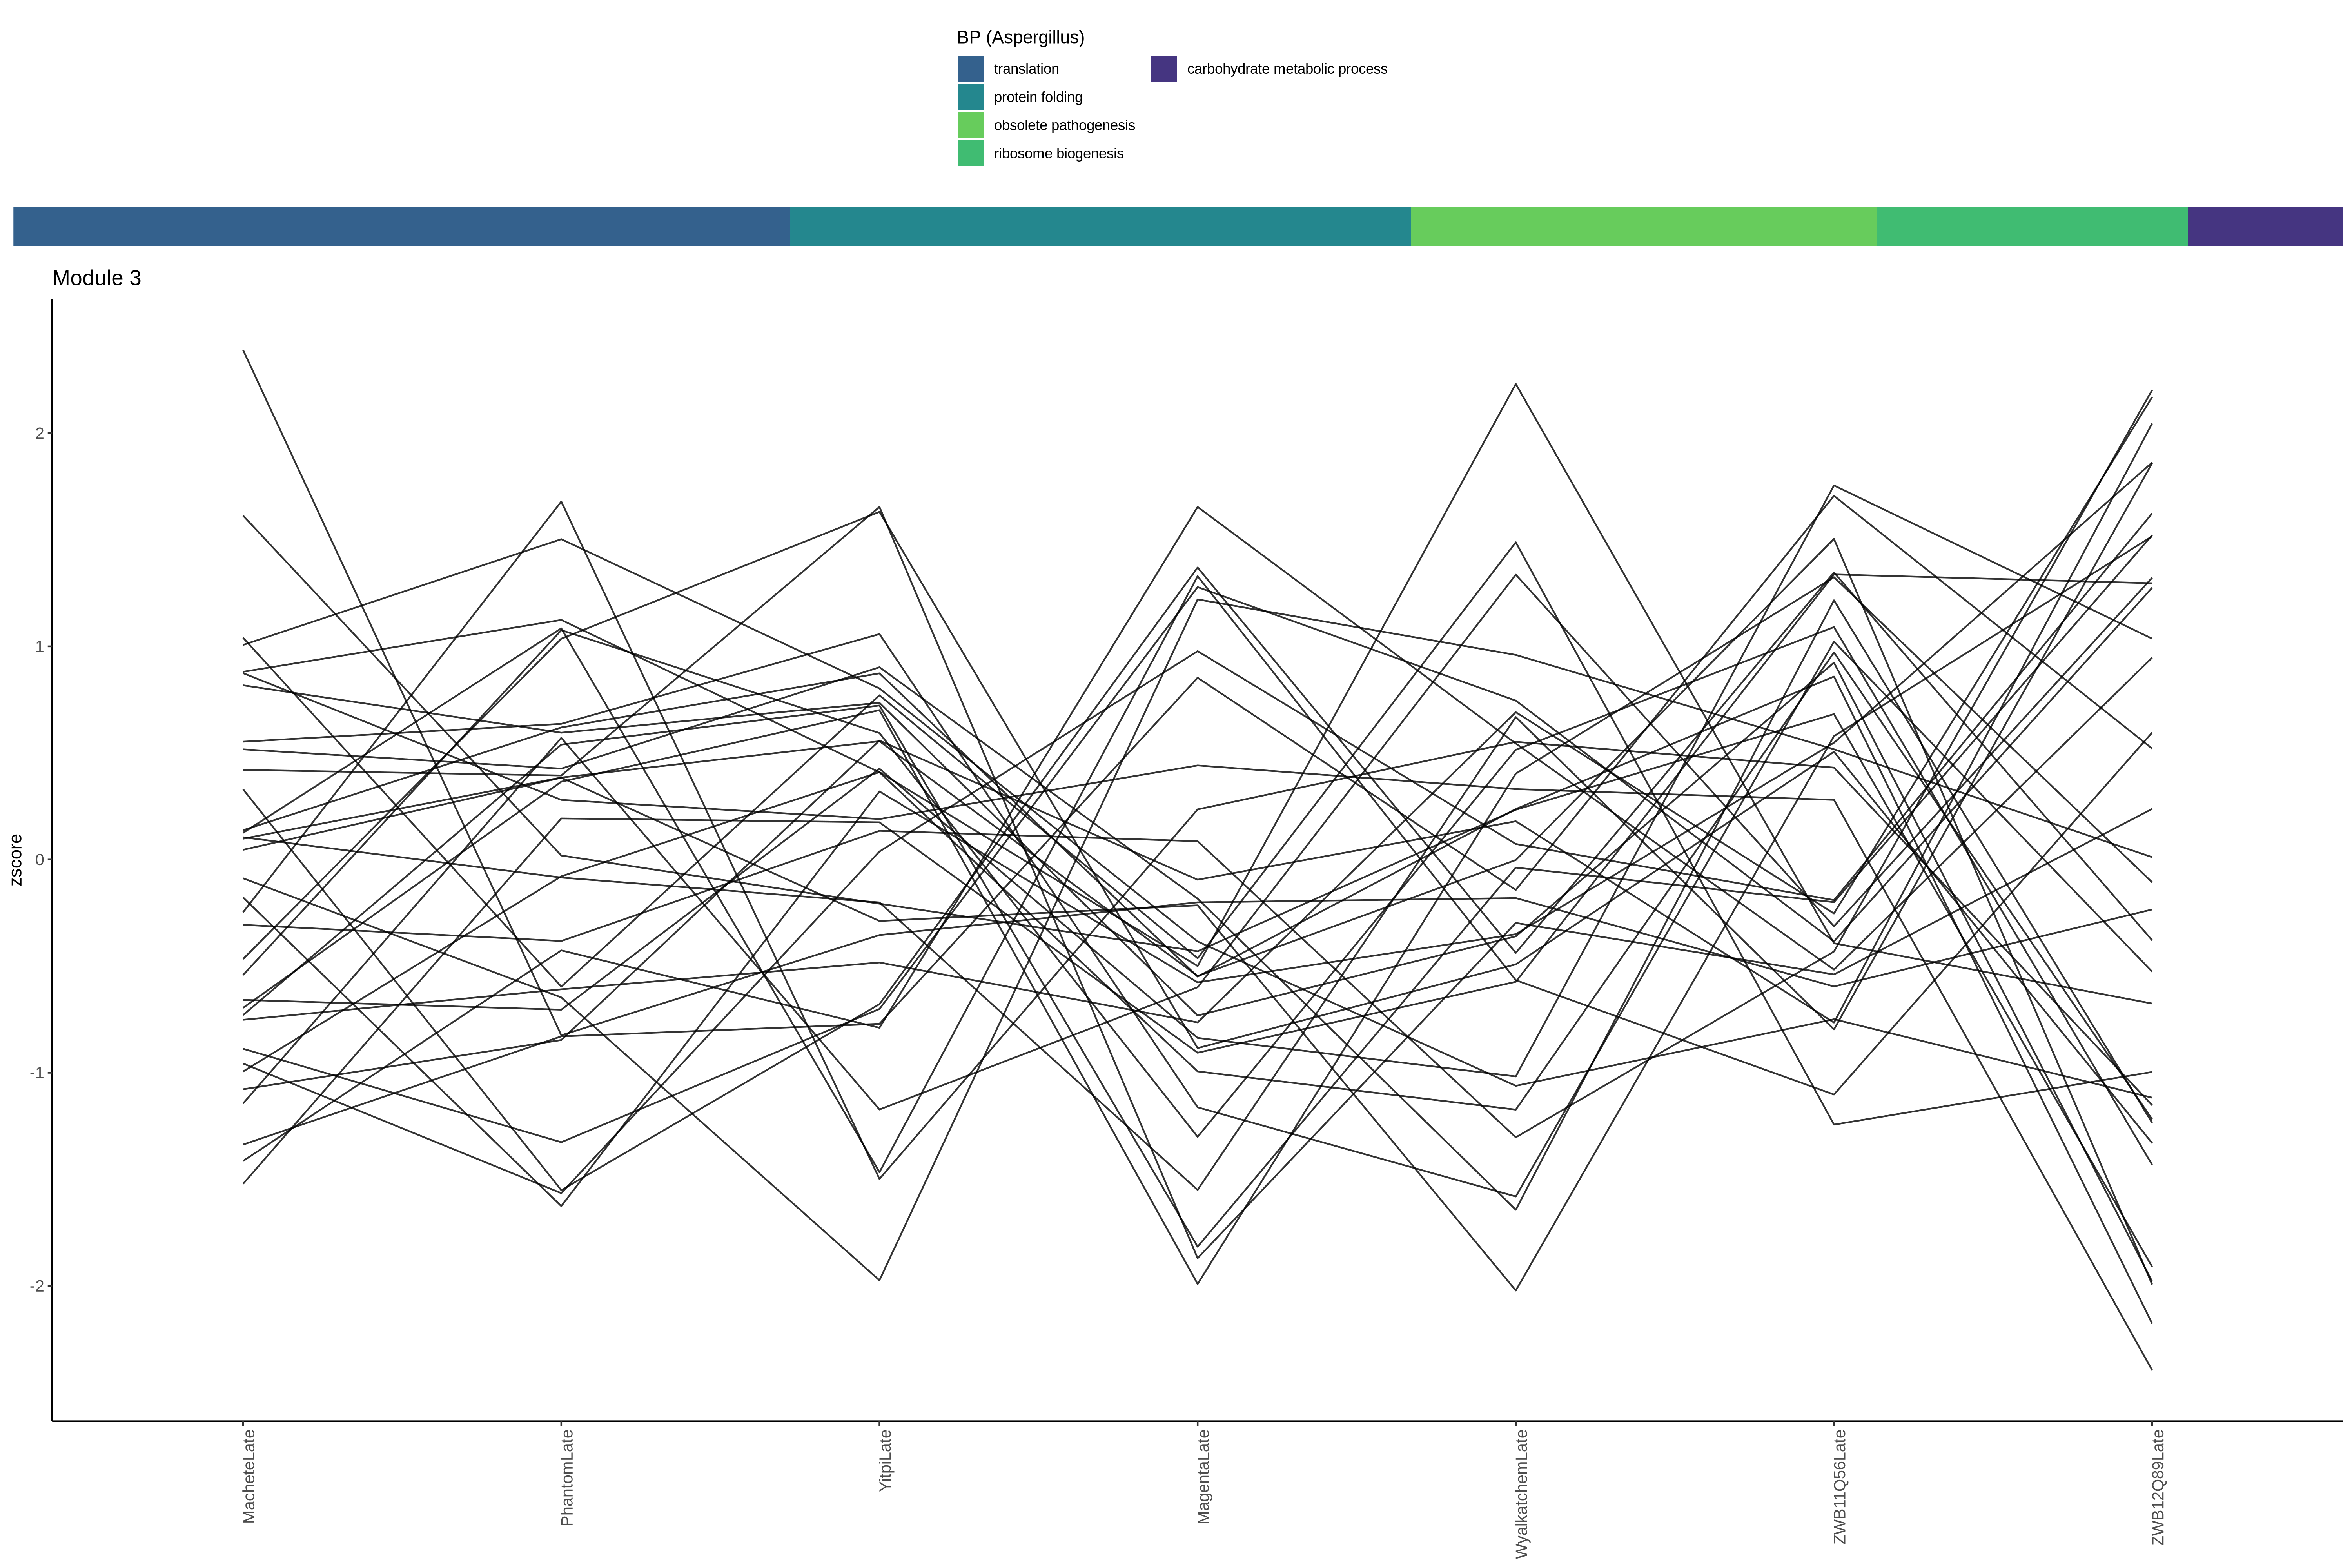 BP (Aspergillus)
translation
carbohydrate metabolic process
protein folding
obsolete pathogenesis
ribosome biogenesis
Module 3
zscore
2
1
0
-1
-2
MacheteLate
PhantomLate
YitpiLate
MagentaLate
WyalkatchemLate
ZWB11Q56Late
ZWB12Q89Late